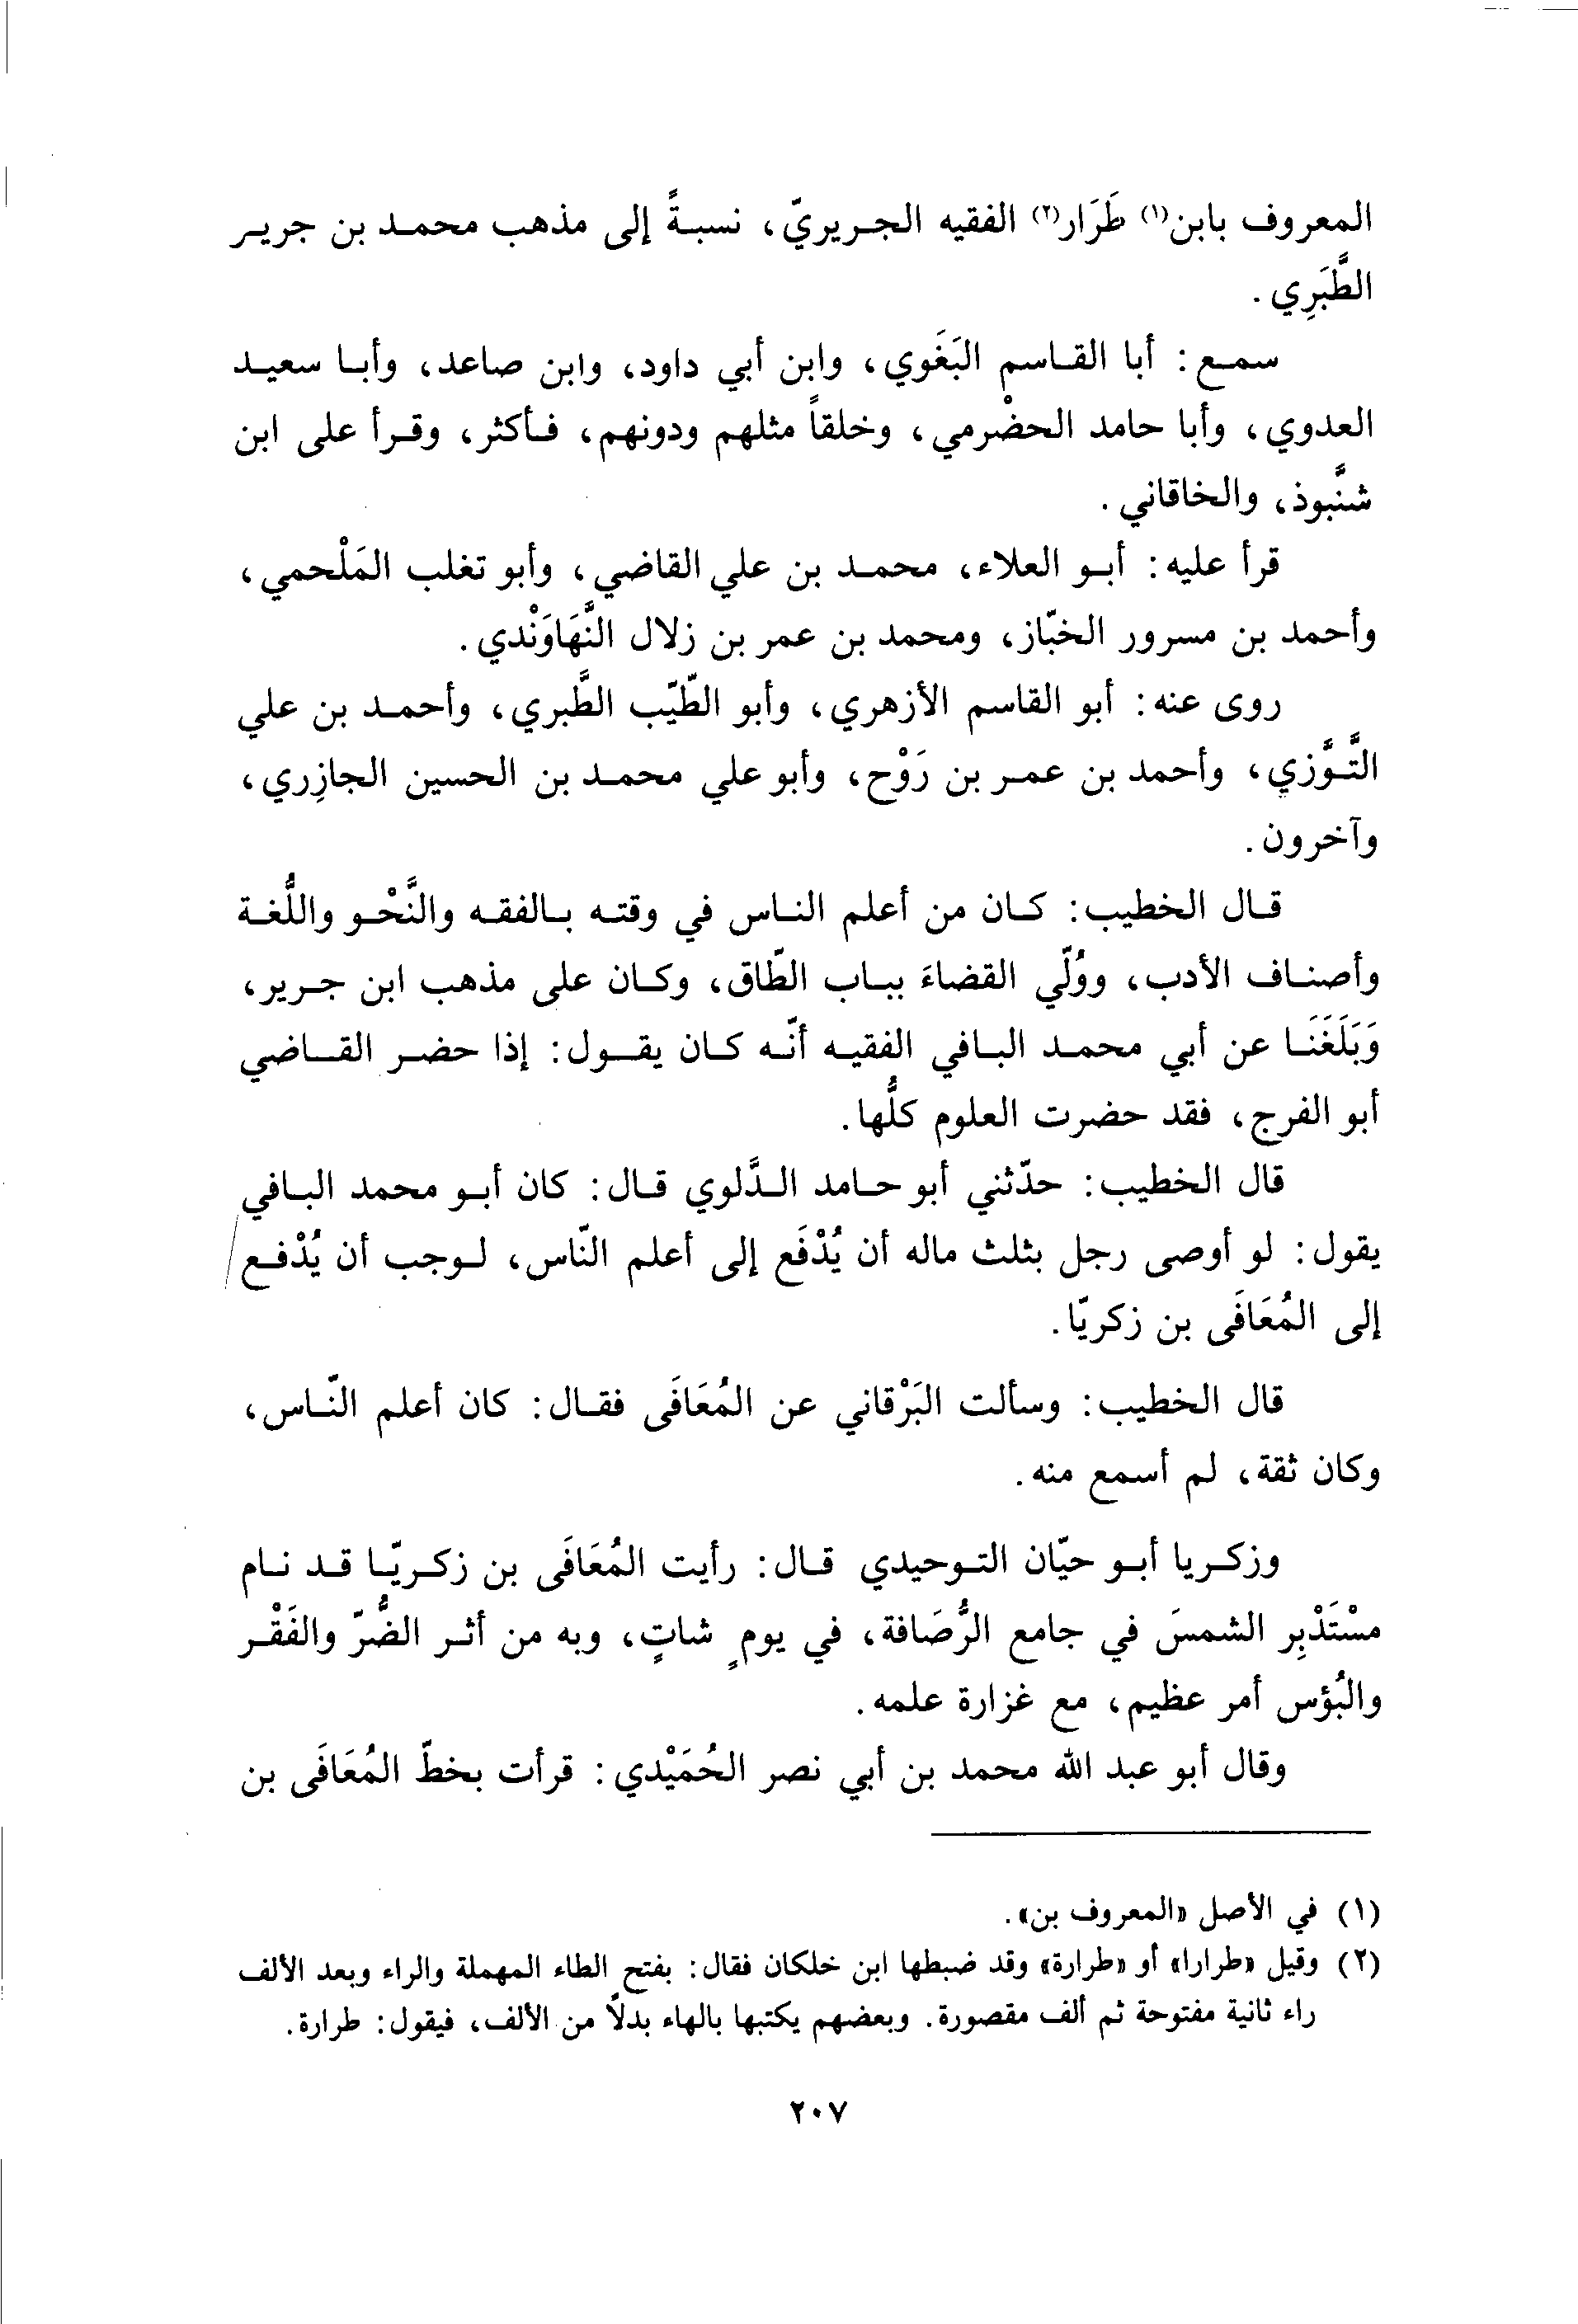 المعروف بابن(١) طَرَار(٢) الفقيه الجريريّ، نسبةً إلى مذهب محمد بن جرير
الطَّبَرِي.
سمع: أبا القاسم البَغَوي، وابن أبي داود، وابن صاعد، وأبا سعيد
العدوي، وأبا حامد الحضْرمي، وخلقاً مثلهم ودونهم، فأكثر، وقرأ على ابن
شنَّبوذ، والخاقاني.
قرأ عليه: أبو العلاء، محمد بن علي القاضي، وأبو تغلب المَلْحمي،
وأحمد بن مسرور الخبّاز، ومحمد بن عمر بن زلال النَّهَاوَنْدي.
روى عنه: أبو القاسم الأزهري، وأبو الطّيّب الطَّبري، وأحمد بن علي
التَّوَّزي، وأحمد بن عمر بن رَوْح، وأبو علي محمد بن الحسين الجازِري،
وآخرون.
قال الخطيب: كان من أعلم الناس في وقته بالفقه والنَّحْو واللُّغة
وأصناف الأدب، ووُلّي القضاءَ بباب الطّاق، وكان على مذهب ابن جرير،
وَبَلَغَنَا عن أبي محمد البافي الفقيه أنّه كان يقول: إذا حضر القاضي
أبو الفرج، فقد حضرت العلوم كلُّها.
قال الخطيب: حدّثني أبو حامد الدَّلوي قال: كان أبو محمد البافي
يقول: لو أوصى رجل بثلث ماله أن يُدْفَع إلى أعلم النّاس، لوجب أن يُدْفع
إلى المُعَافَى بن زكريّا.
قال الخطيب: وسألت البَرْقاني عن المُعَافَى فقال: كان أعلم النّاس،
وكان ثقة، لم أسمع منه.
وزكريا أبو حيّان التوحيدي قال: رأيت المُعَافَى بن زكريّا قد نام
مسْتَدْبِر الشمسَ في جامع الرُّصَافة، في يومٍ شاتٍ، وبه من أثر الضُّرّ والفَقْر
والبُؤس أمر عظيم، مع غزارة علمه.
وقال أبو عبد الله محمد بن أبي نصر الحُمَيْدي: قرأت بخطّ المُعَافَى بن
(١) في الأصل «المعروف بن».
(٢) وقيل «طرارا» أو «طرارة» وقد ضبطها ابن خلكان فقال: بفتح الطاء المهملة والراء وبعد الألف
راء ثانية مفتوحة ثم ألف مقصورة. وبعضهم يكتبها بالهاء بدلاً من الألف، فيقول: طرارة.
٢٠٧